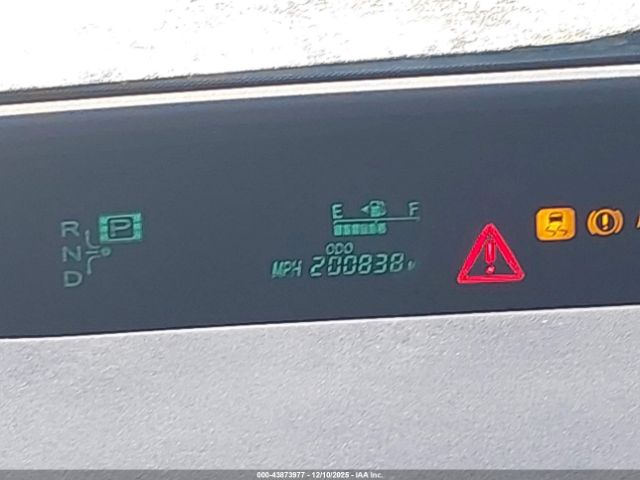 R P
N
D
E F
ODO
MPH 200838
000-43873977 - 12/10/2025 - IAA Inc.